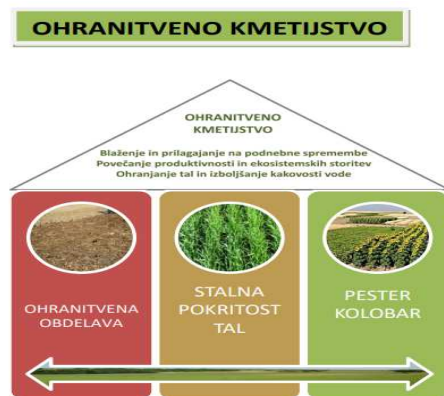 OHRANITVENO KMETIJSTVO
OHRANITVENO
KMETIJSTVO
Blaženje in prilagajanje na podnebne spremembe
Povečanje produktivnosti in ekosistemskih storitev
Ohranjanje tal in izboljšanje kakovosti vode
OHRANITVENA
OBDELAVA
STALNA
POKRITOST
TAL
PESTER
KOLOBAR